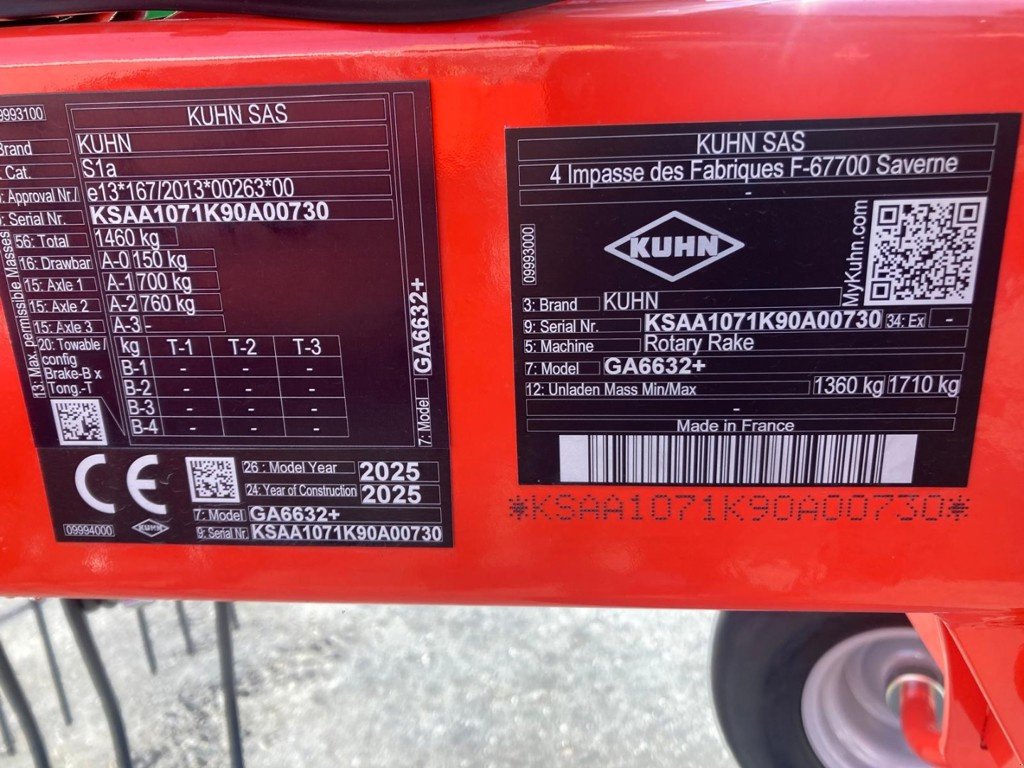 9993100
KUHN SAS
Brand KUHN
Cat. S1a
Approval Nr./ e13*167/2013*00263*00
Serial Nr. KSAA1071K90A00730
13: Max. permissible Masses
56: Total 1460 kg
16: Drawbar A-0 150 kg
15: Axle 1 A-1 700 kg
15: Axle 2 A-2 760 kg
15: Axle 3 A-3 -
20: Towable / kg T-1 T-2 T-3
config B-1 - - -
Brake-B x B-2 - - -
Tong.-T B-3 - - -
B-4 - - -
7: Model GA6632+
CE
09994000
KUHN
26 : Model Year 2025
24: Year of Construction 2025
7: Model GA6632+
9: Serial Nr. KSAA1071K90A00730
KUHN SAS
4 Impasse des Fabriques F-67700 Saverne
-
09993000
KUHN
MyKuhn.com
3: Brand KUHN
9: Serial Nr. KSAA1071K90A00730 34: Ex -
5: Machine Rotary Rake
7: Model GA6632+
12: Unladen Mass Min/Max 1360 kg 1710 kg
-
Made in France
*KSAA1071K90A00730*